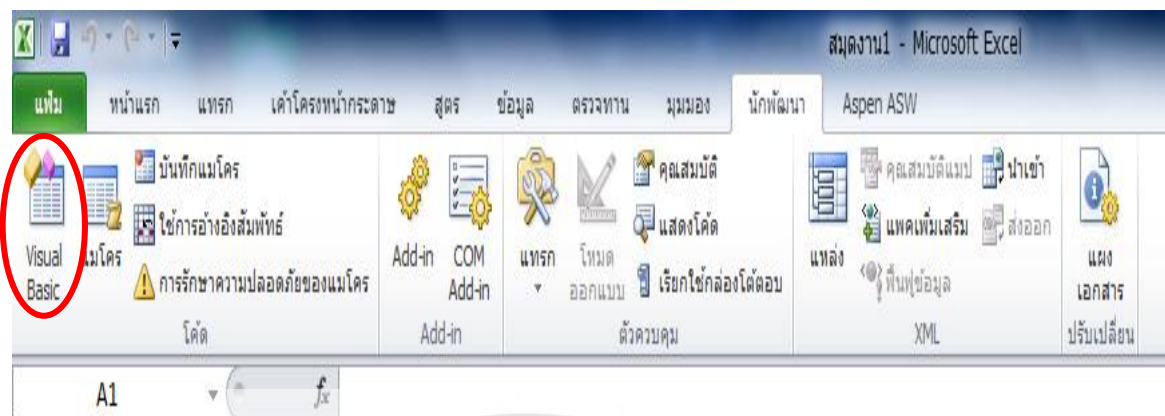 สมุดงาน1 - Microsoft Excel
แฟ้ม หน้าแรก แทรก เค้าโครงหน้ากระดาษ สูตร ข้อมูล ตรวจทาน มุมมอง นักพัฒนา Aspen ASW
Visual Basic
แมโคร
บันทึกแมโคร
ใช้การอ้างอิงสัมพัทธ์
การรักษาความปลอดภัยของแมโคร
โค้ด
Add-in
COM Add-in
Add-in
แทรก
โหมด
ออกแบบ
คุณสมบัติ
แสดงโค้ด
เรียกใช้กล่องโต้ตอบ
ตัวควบคุม
แหล่ง
คุณสมบัติแมป
แพคเพิ่มเสริม
ฟื้นฟูข้อมูล
นำเข้า
ส่งออก
XML
แผง
เอกสาร
ปรับเปลี่ยน
A1 fx